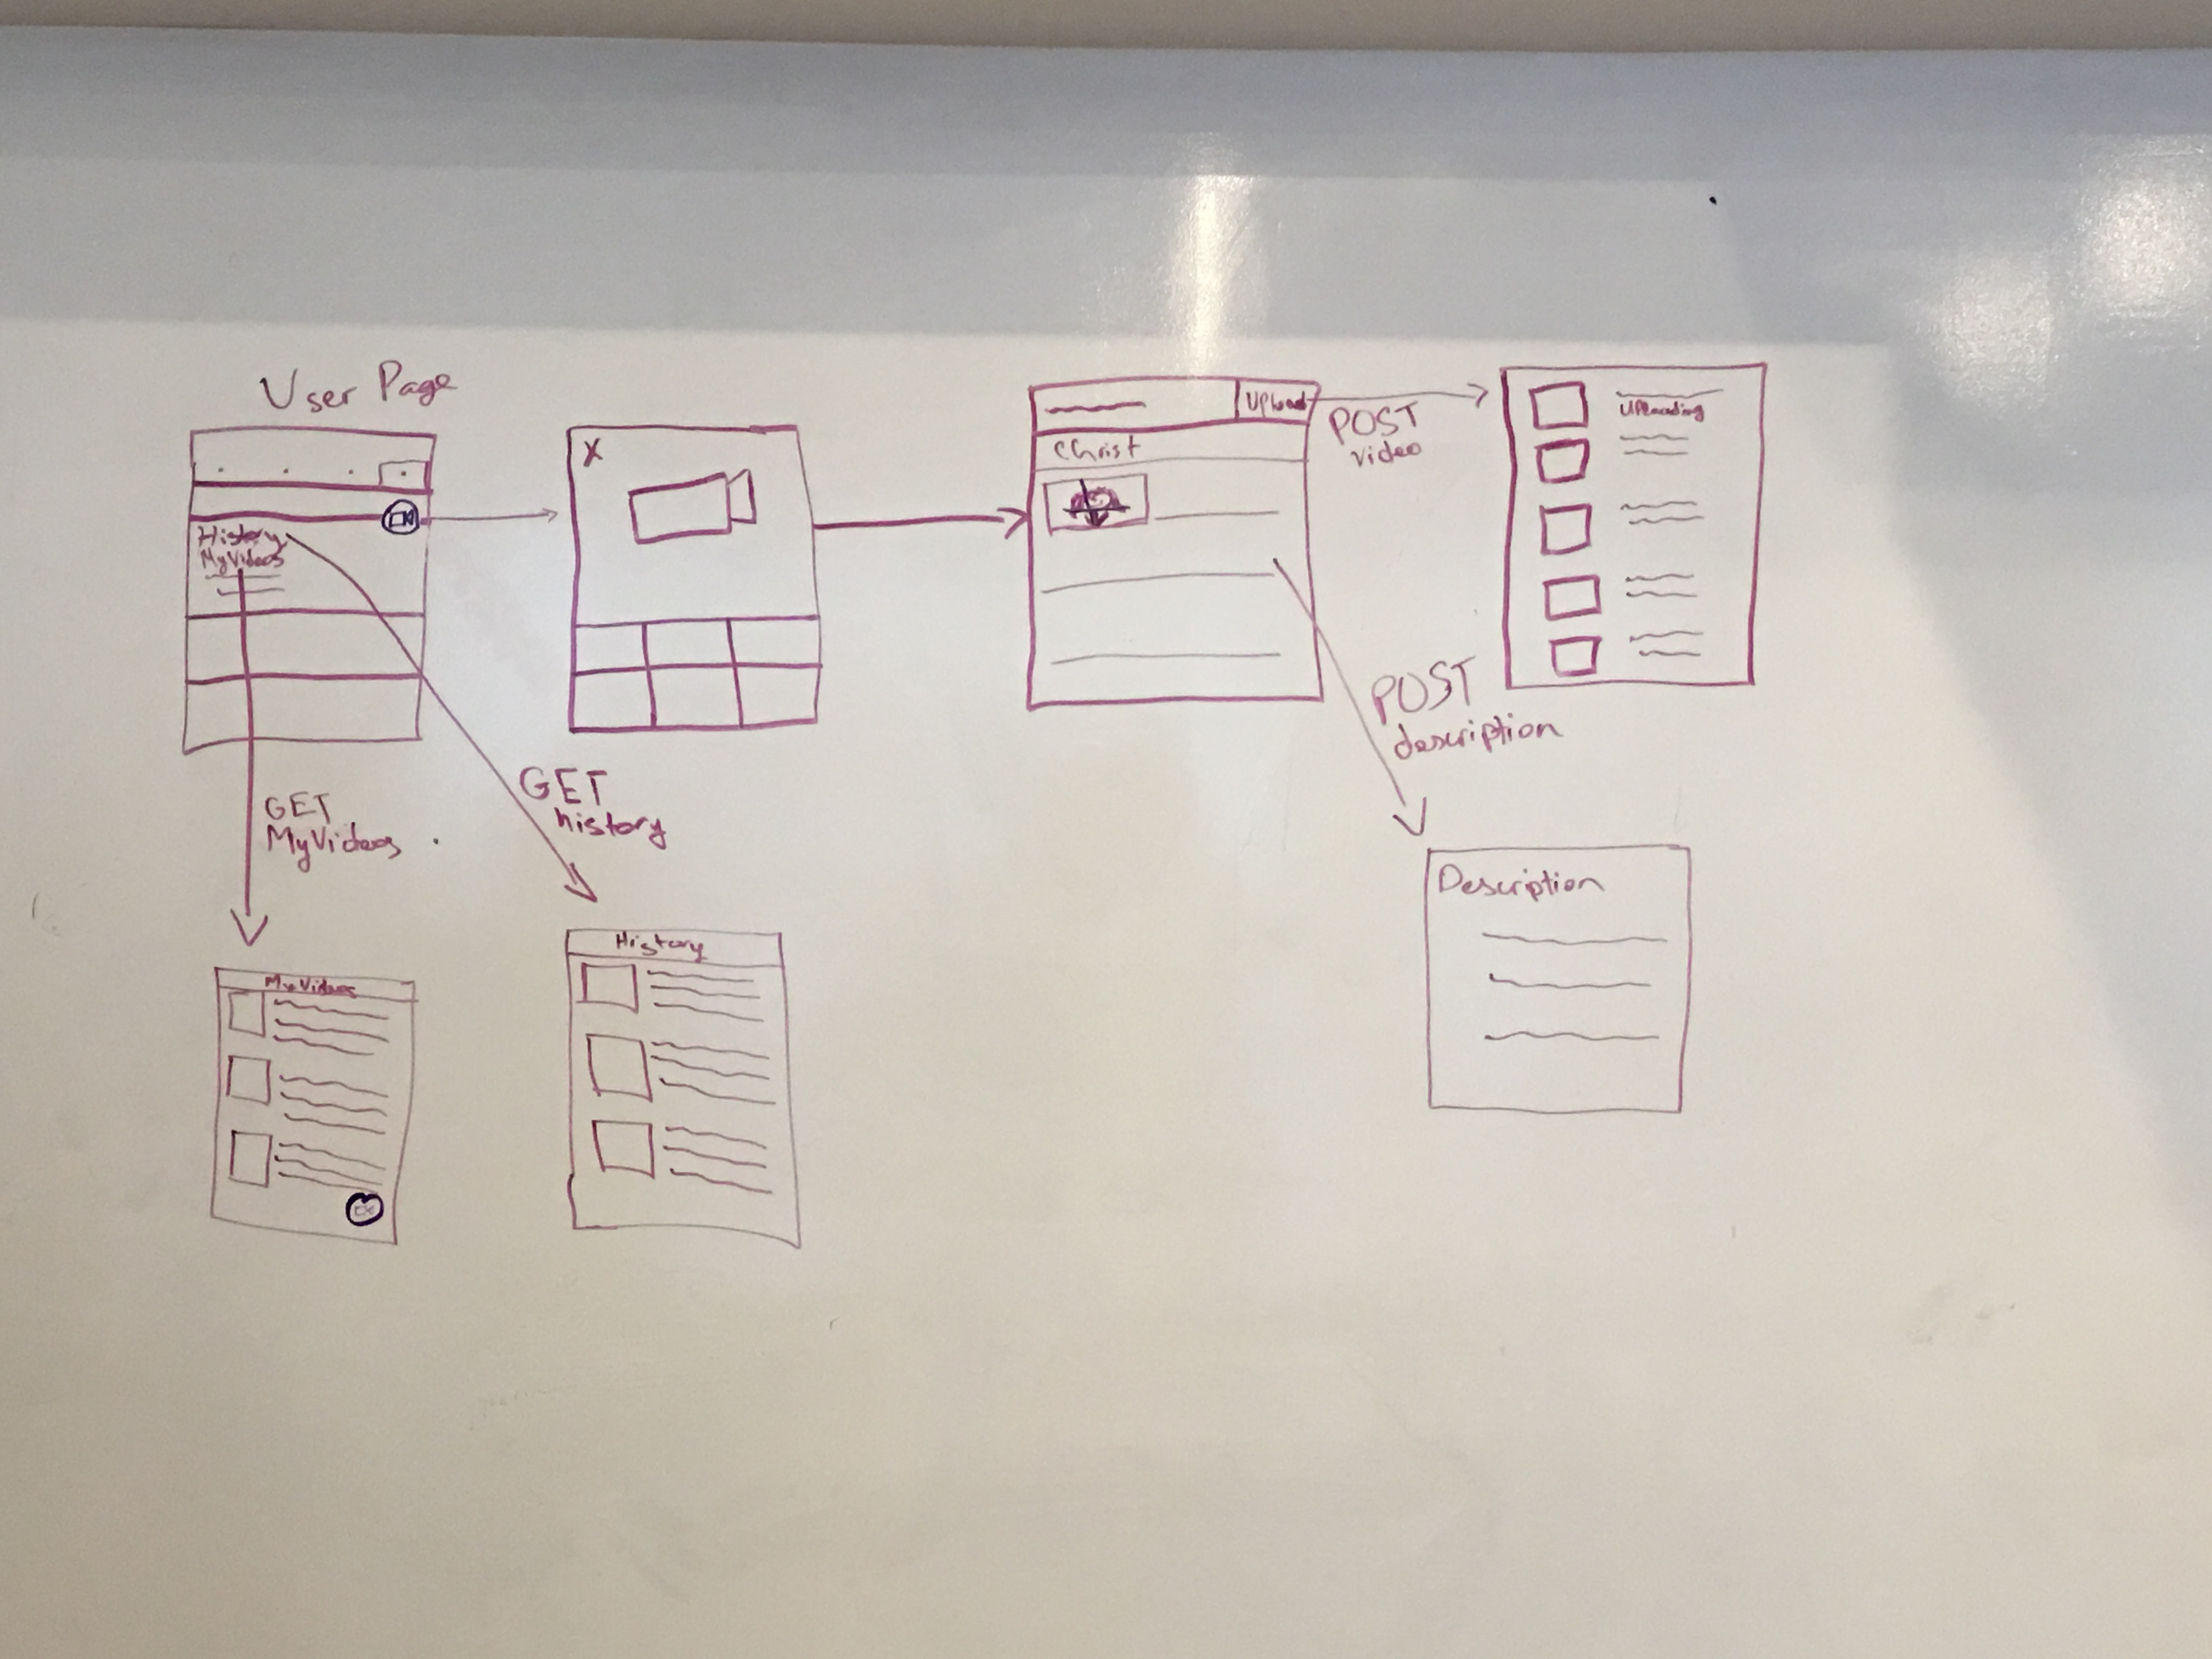 User Page
X
Upload
Christ
POST
video
Uploading
History
MyVideos
GET
MyVideos
GET
history
POST
description
MyVideos
History
Description